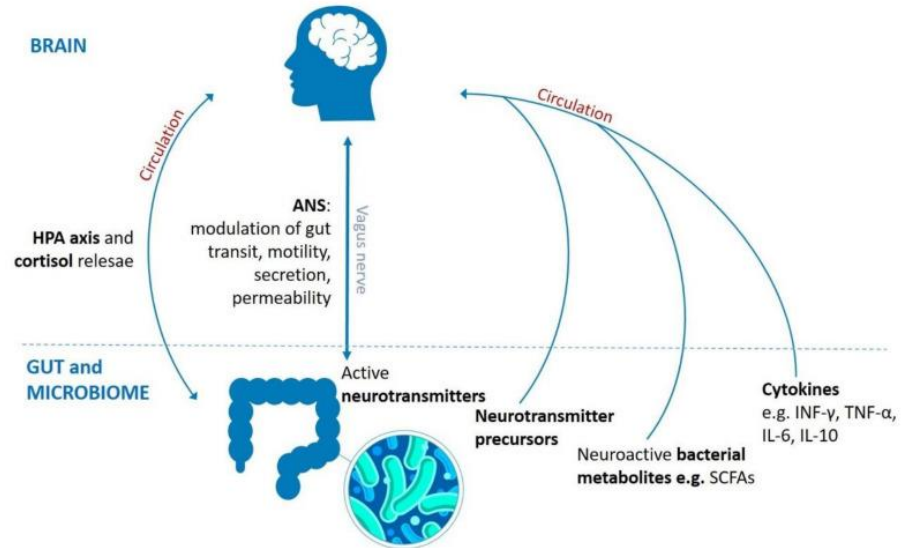 BRAIN
Circulation
Circulation
HPA axis and
cortisol relesae
ANS:
modulation of gut
transit, motility,
secretion,
permeability
Vagus nerve
GUT and
MICROBIOME
Active
neurotransmitters
Neurotransmitter
precursors
Neuroactive bacterial
metabolites e.g. SCFAs
Cytokines
e.g. INF-γ, TNF-α,
IL-6, IL-10